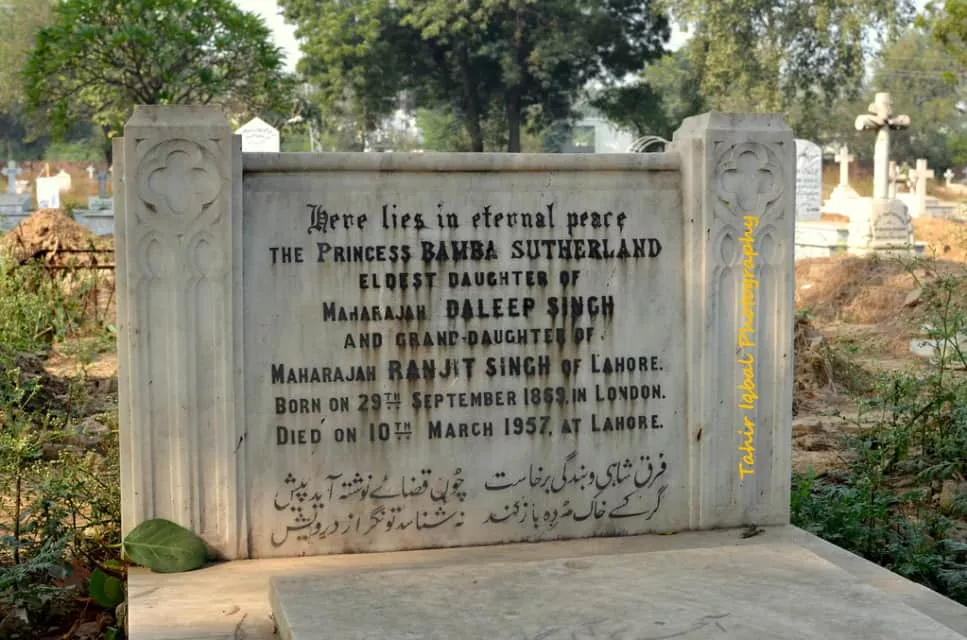 Here lies in eternal peace
THE PRINCESS BAMBA SUTHERLAND
ELDEST DAUGHTER OF
MAHARAJAH DALEEP SINGH
AND GRAND-DAUGHTER OF.
MAHARAJAH RANJIT SINGH OF LAHORE.
BORN ON 29TH SEPTEMBER 1869, IN LONDON.
DIED ON 10TH MARCH 1957, AT LAHORE.
فرق شاہی و بندگی برخاست چوں قضائے نوشتہ آید پیش
گر کسے خاک مردہ باز کند نہ شناسد تونگر از درویش
Tahir Iqbal Photography